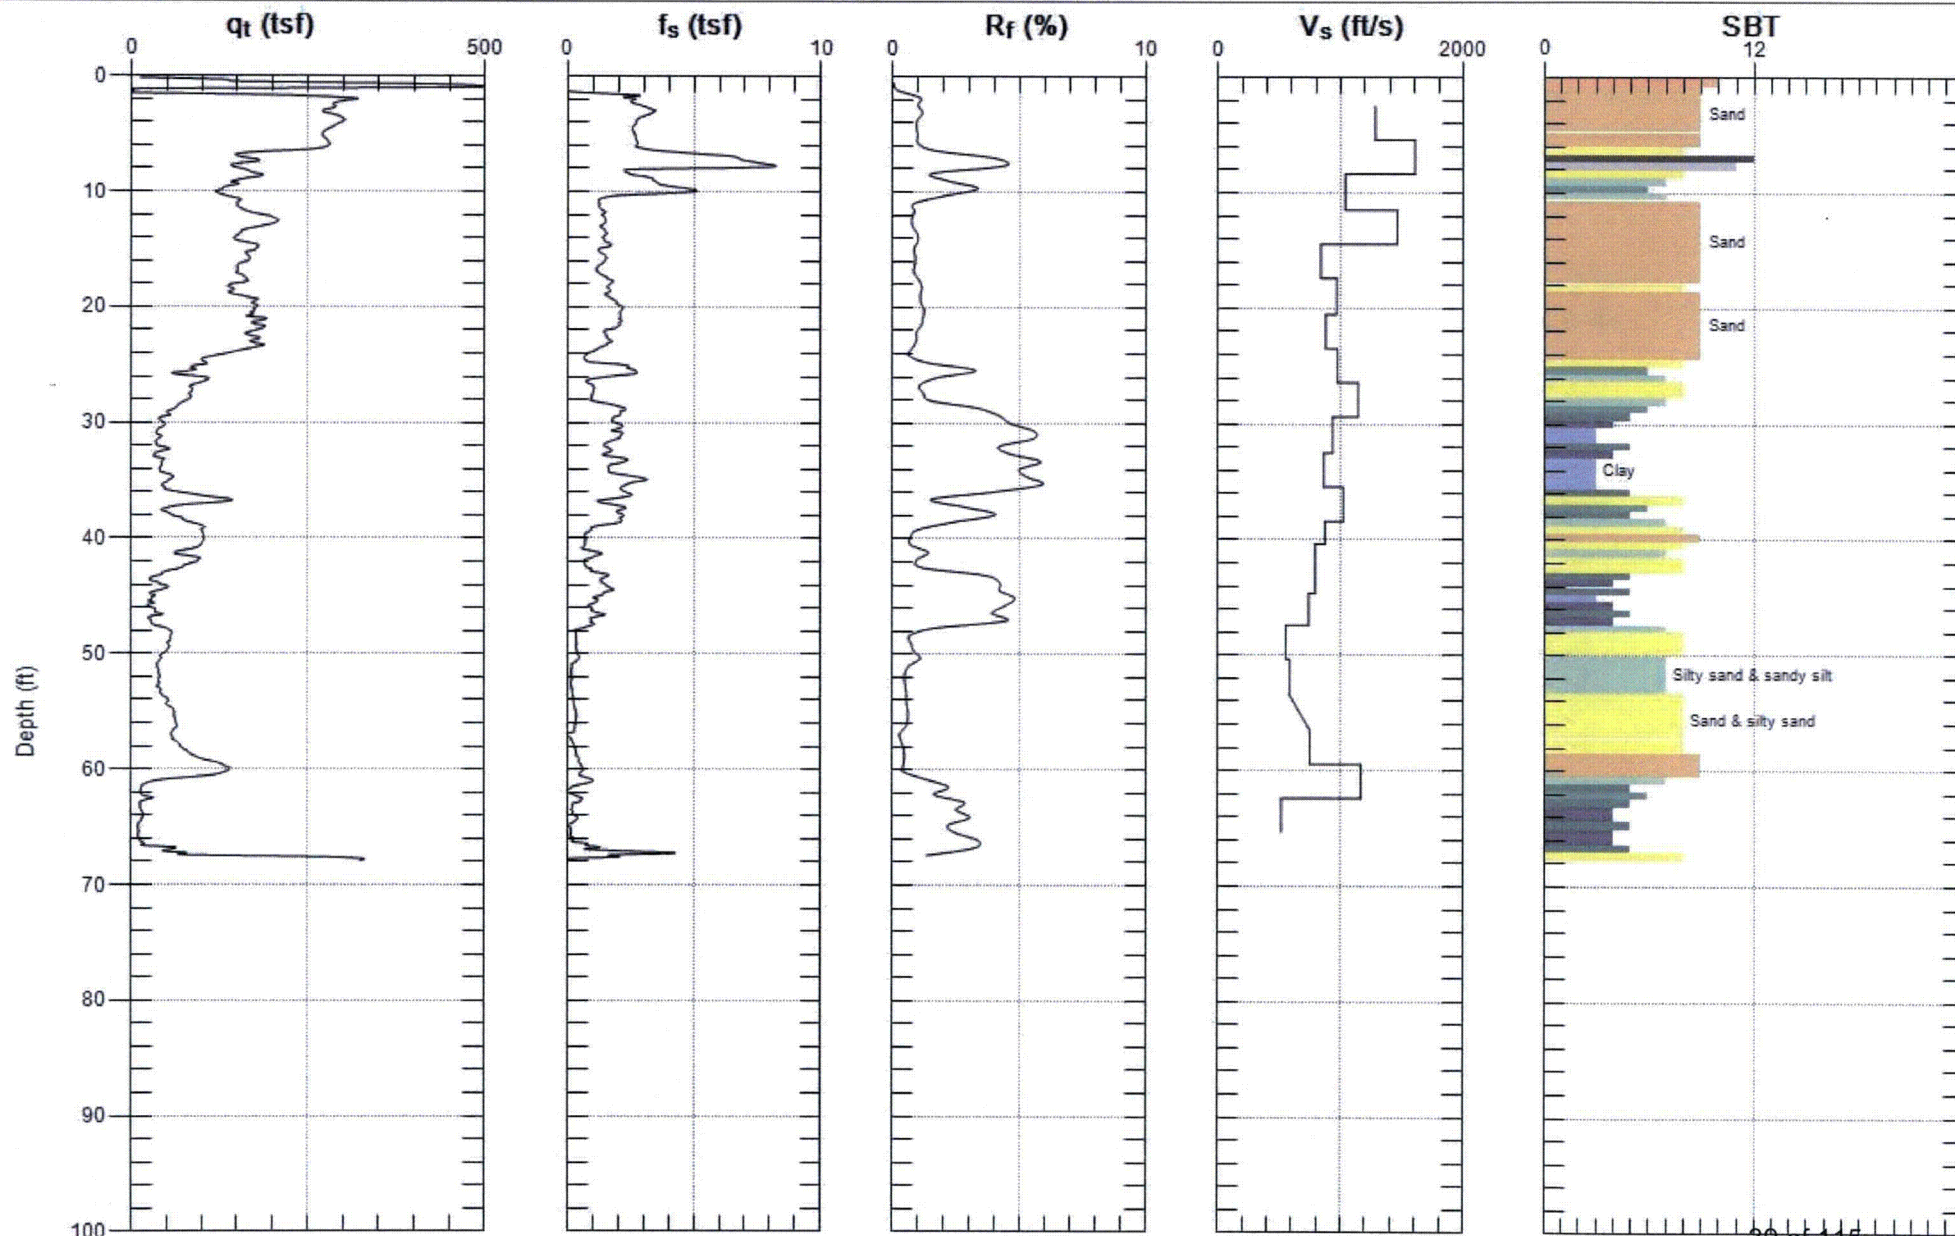 qt (tsf)
fs (tsf)
Rf (%)
Vs (ft/s)
SBT
0 500
0 10
0 10
0 2000
0 12
0
10
20
30
40
50
60
70
80
90
100
Depth (ft)
Sand
Sand
Sand
Clay
Silty sand & sandy silt
Sand & silty sand